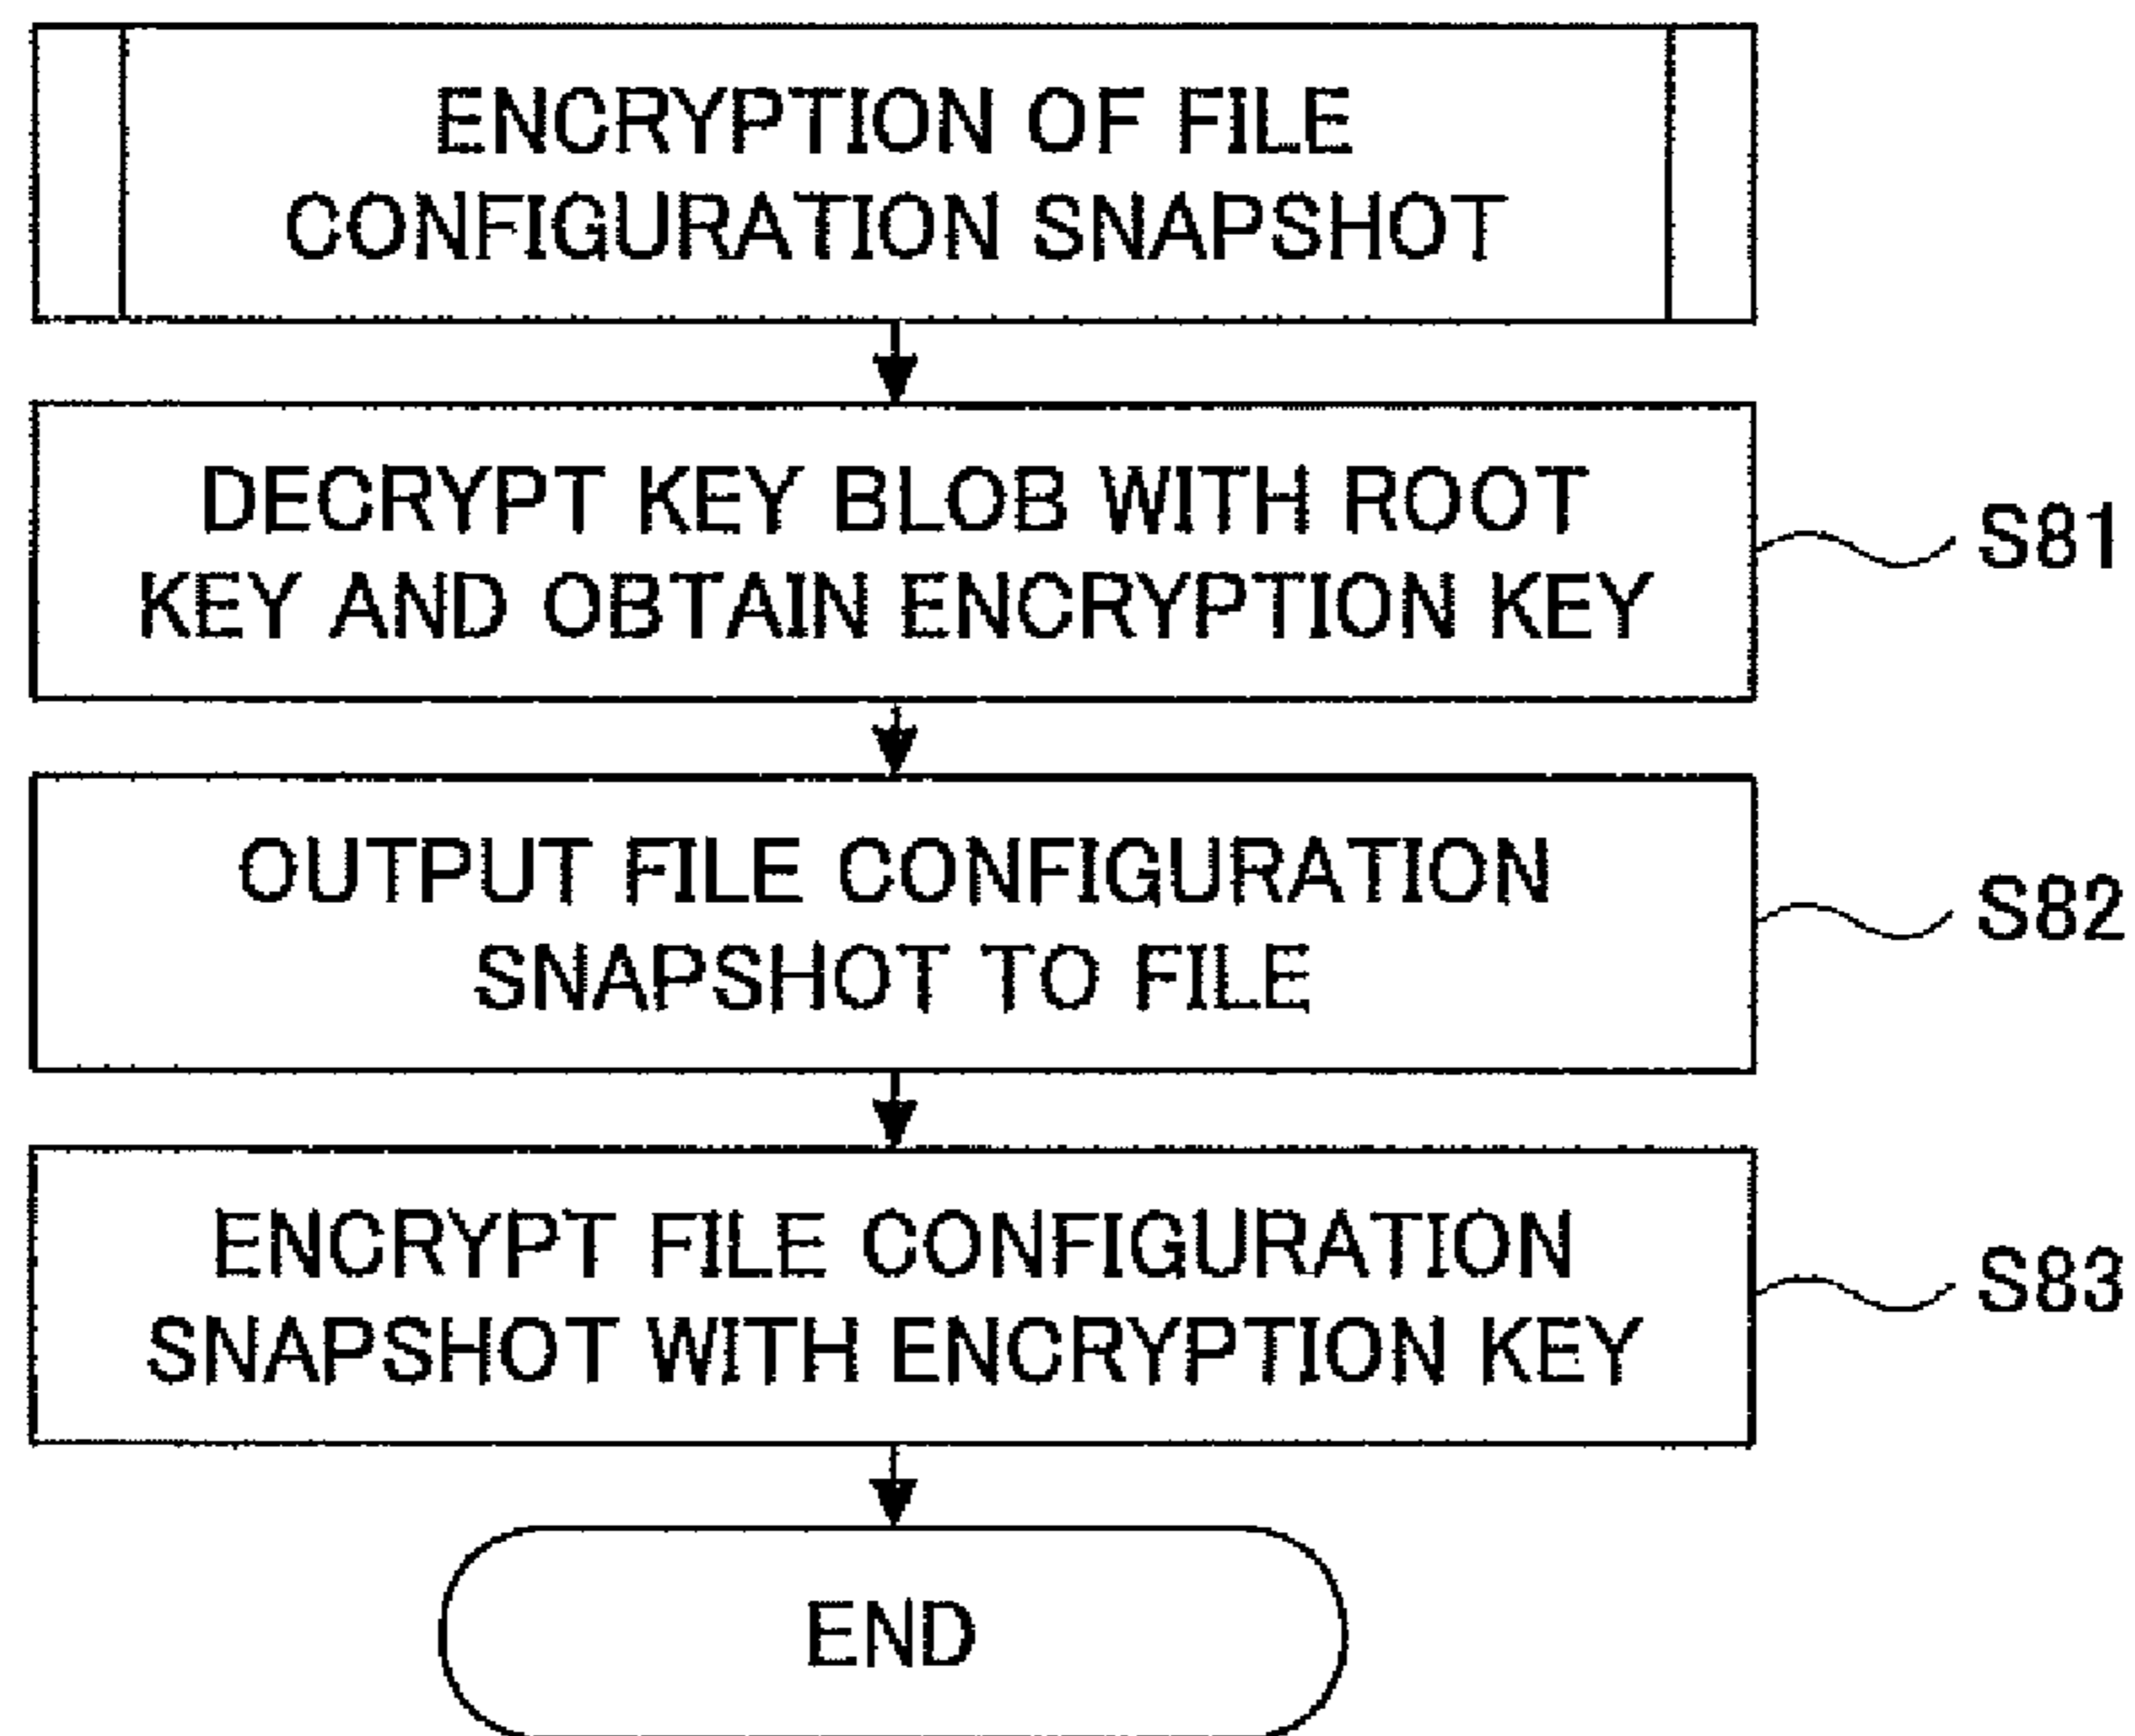 ENCRYPTION OF FILE
CONFIGURATION SNAPSHOT
DECRYPT KEY BLOB WITH ROOT
KEY AND OBTAIN ENCRYPTION KEY
S81
OUTPUT FILE CONFIGURATION
SNAPSHOT TO FILE
S82
ENCRYPT FILE CONFIGURATION
SNAPSHOT WITH ENCRYPTION KEY
S83
END